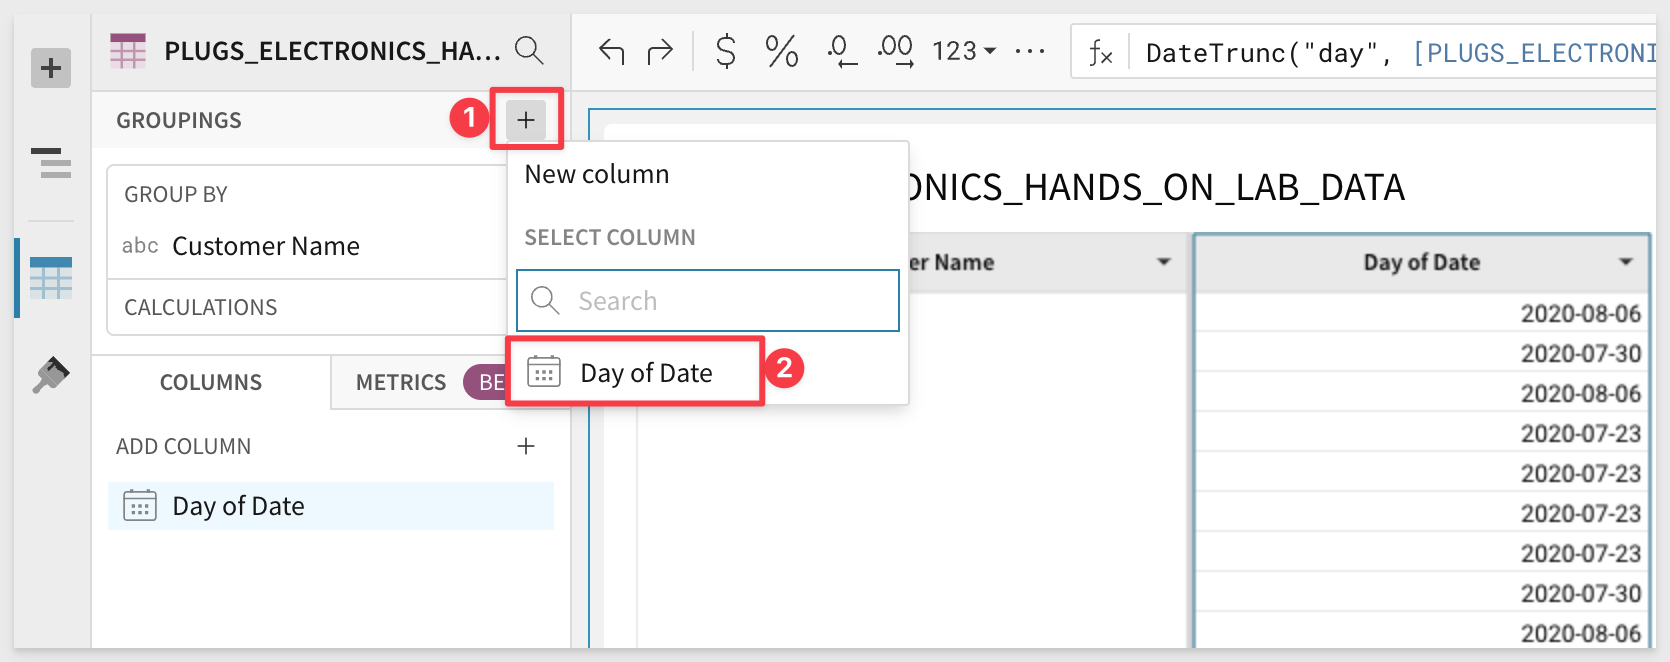 PLUGS_ELECTRONICS_HA...
$ % .0 .00 123 ...
fx DateTrunc("day", [PLUGS_ELECTRONI
GROUPINGS
1
+
GROUP BY
abc Customer Name
CALCULATIONS
New column
SELECT COLUMN
Search
Day of Date
2
COLUMNS
METRICS
BE
ADD COLUMN +
Day of Date
ONICS_HANDS_ON_LAB_DATA
er Name
Day of Date
2020-08-06
2020-07-30
2020-08-06
2020-07-23
2020-07-23
2020-07-23
2020-07-23
2020-07-30
2020-08-06